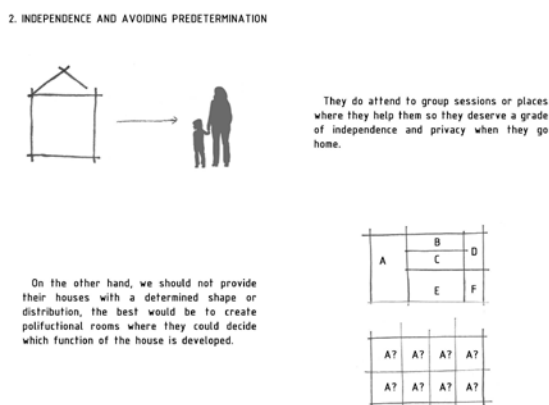 2. INDEPENDENCE AND AVOIDING PREDETERMINATION
They do attend to group sessions or places
where they help them so they deserve a grade
of independence and privacy when they go
home.
On the other hand, we should not provide
their houses with a determined shape or
distribution, the best would be to create
polifuctional rooms where they could decide
which function of the house is developed.
B
A C D
E F
A? A? A? A?
A? A? A? A?